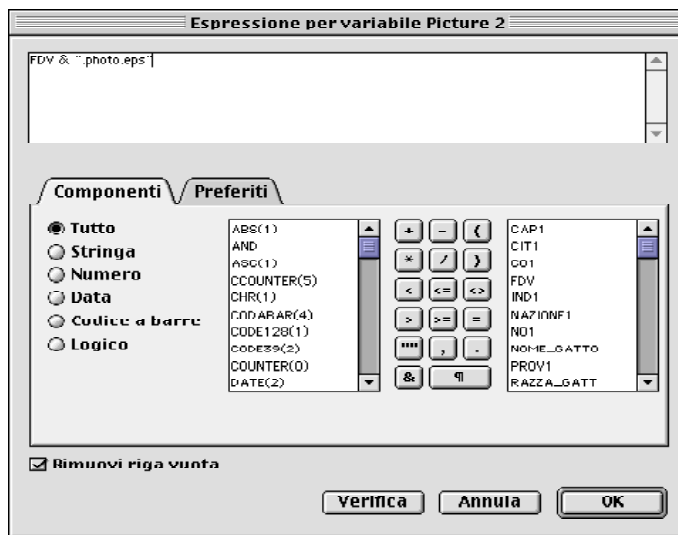 Espressione per variabile Picture 2
FDV & ".photo.eps"
Componenti
Preferiti
Tutto
Stringa
Numero
Data
Codice a barre
Logico
ABS(1)
AND
ASC(1)
CCOUNTER(5)
CHR(1)
CODABAR(4)
CODE128(1)
CODE39(2)
COUNTER(0)
DATE(2)
+ - (
* / )
< <= <>
> >= =
"" , .
& ¶
CAP1
CIT1
CO1
FDV
IND1
NAZIONE1
NO1
NOME_GATTO
PROV1
RAZZA_GATT
Rimuovi riga vuota
Verifica
Annulla
OK